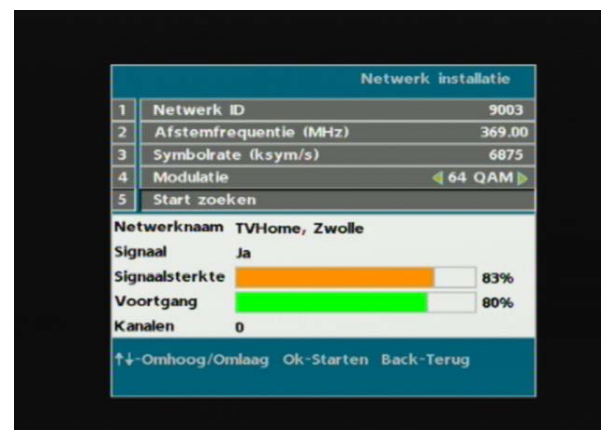 Netwerk installatie
1 Netwerk ID 9003
2 Afstemfrequentie (MHz) 369.00
3 Symbolrate (ksym/s) 6875
4 Modulatie 64 QAM
5 Start zoeken
Netwerknaam TVHome, Zwolle
Signaal Ja
Signaalsterkte 83%
Voortgang 80%
Kanalen 0
↑↓-Omhoog/Omlaag Ok-Starten Back-Terug